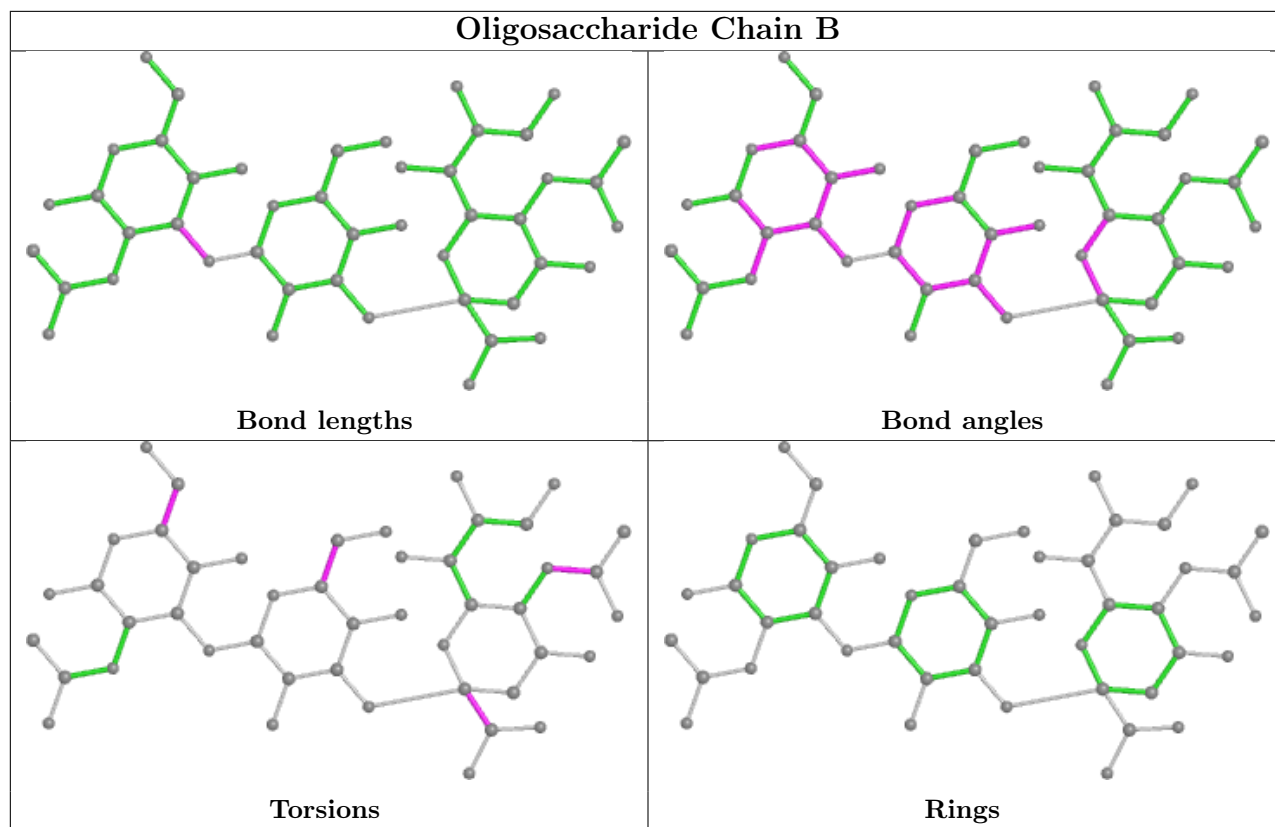 Oligosaccharide Chain B
Bond lengths
Bond angles
Torsions
Rings